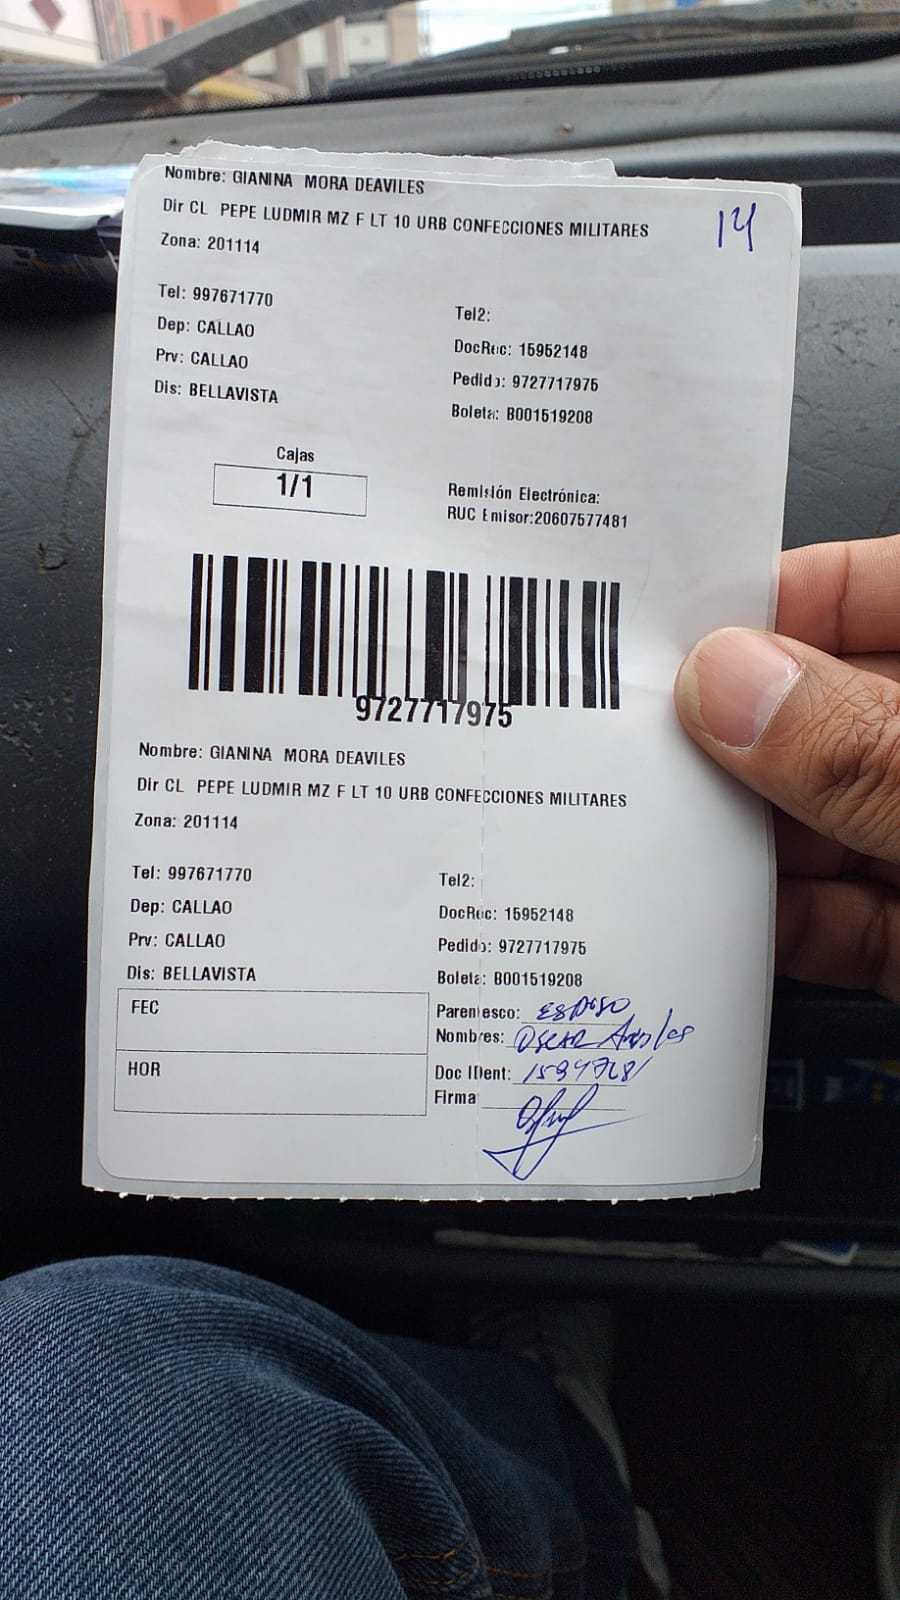 Nombre: GIANINA MORA DEAVILES
14
Dir CL PEPE LUDMIR MZ F LT 10 URB CONFECCIONES MILITARES
Zona: 201114
Tel: 997671770
Tel2:
Dep: CALLAO
DocRec: 15952148
Prv: CALLAO
Pedido: 9727717975
Dis: BELLAVISTA
Boleta: B001519208
Cajas
1/1
Remisión Electrónica:
RUC Emisor:20607577481
9727717975
Nombre: GIANINA MORA DEAVILES
Dir CL PEPE LUDMIR MZ F LT 10 URB CONFECCIONES MILITARES
Zona: 201114
Tel: 997671770
Tel2:
Dep: CALLAO
DocRec: 15952148
Prv: CALLAO
Pedido: 9727717975
Dis: BELLAVISTA
Boleta: B001519208
FEC
Parentesco: ESPOSO
Nombres: OSCAR Aviles
HOR
Doc IDent:
Firma